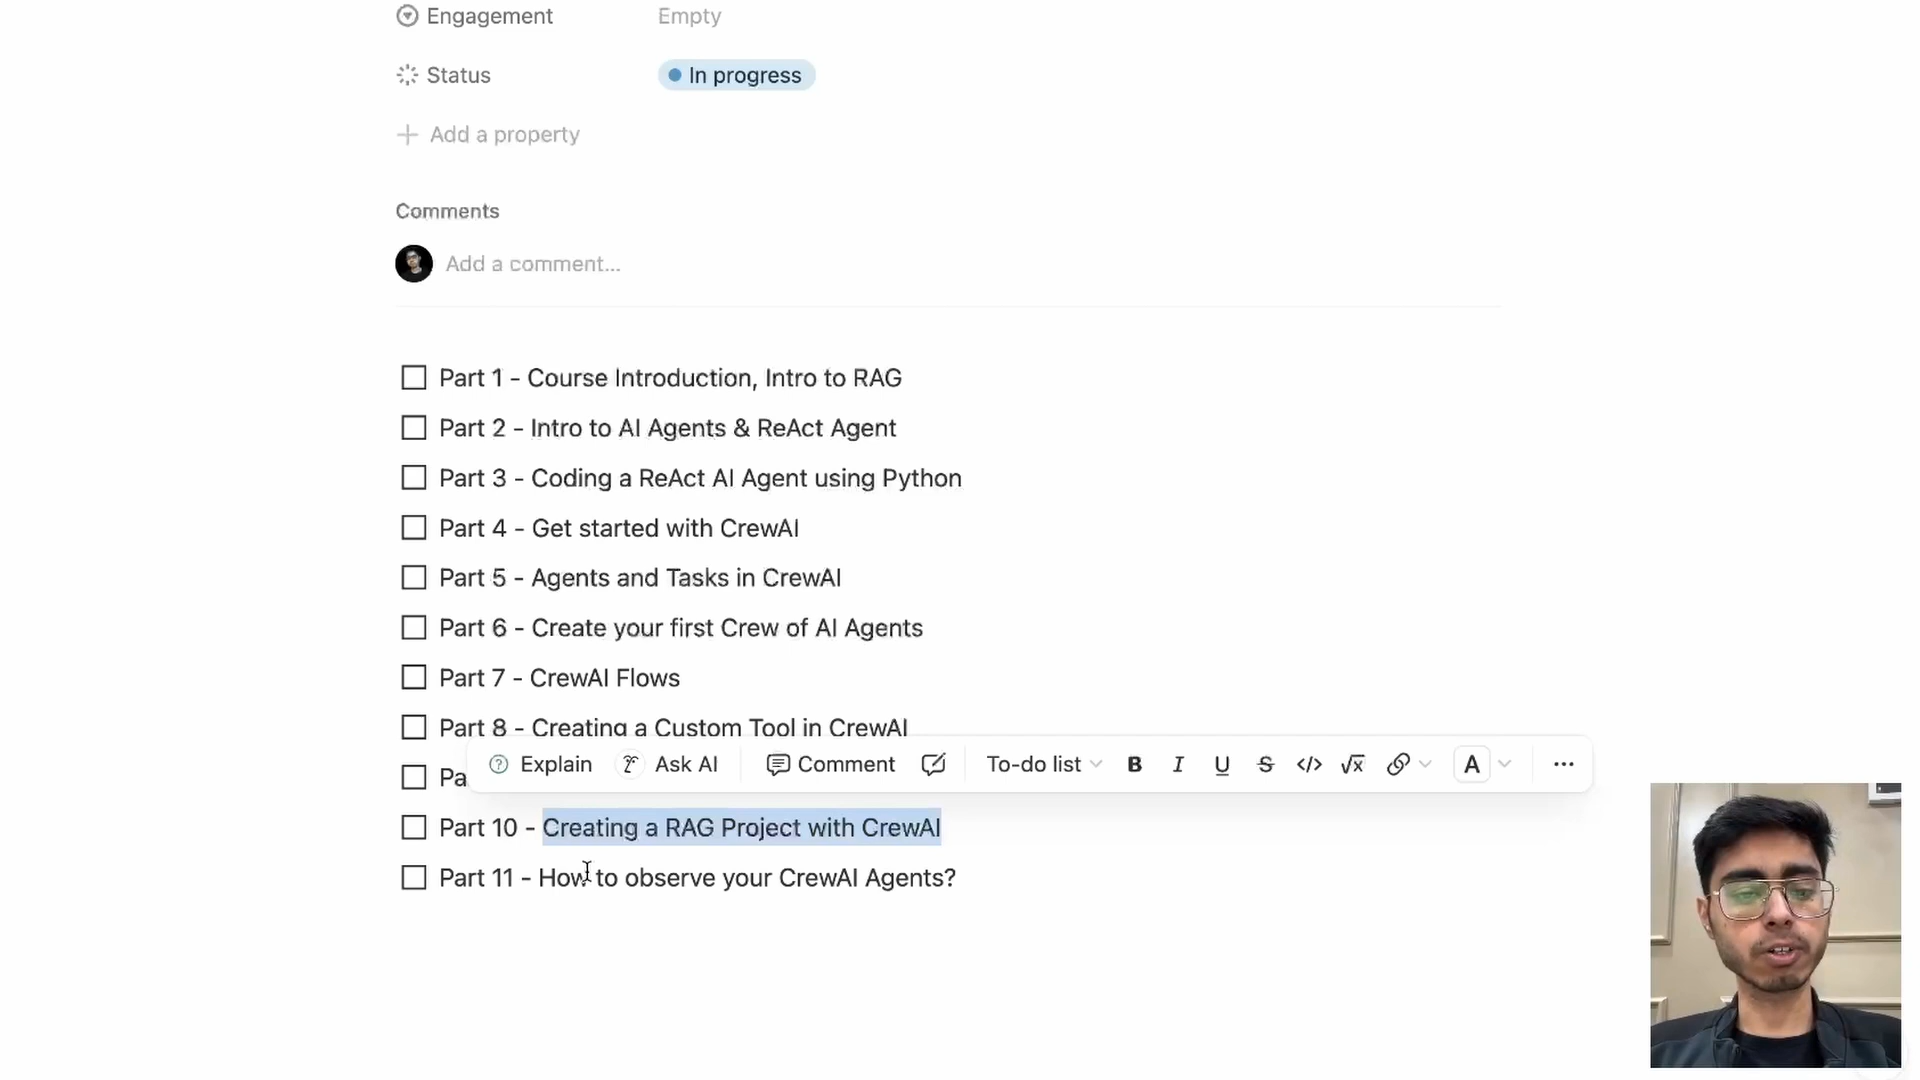 Engagement Empty
Status In progress
Add a property
Comments
Add a comment...
Part 1 - Course Introduction, Intro to RAG
Part 2 - Intro to AI Agents & ReAct Agent
Part 3 - Coding a ReAct AI Agent using Python
Part 4 - Get started with CrewAI
Part 5 - Agents and Tasks in CrewAI
Part 6 - Create your first Crew of AI Agents
Part 7 - CrewAI Flows
Part 8 - Creating a Custom Tool in CrewAI
Explain Ask AI Comment To-do list B I U S </> √x A ...
Pa
Part 10 - Creating a RAG Project with CrewAI
Part 11 - How to observe your CrewAI Agents?